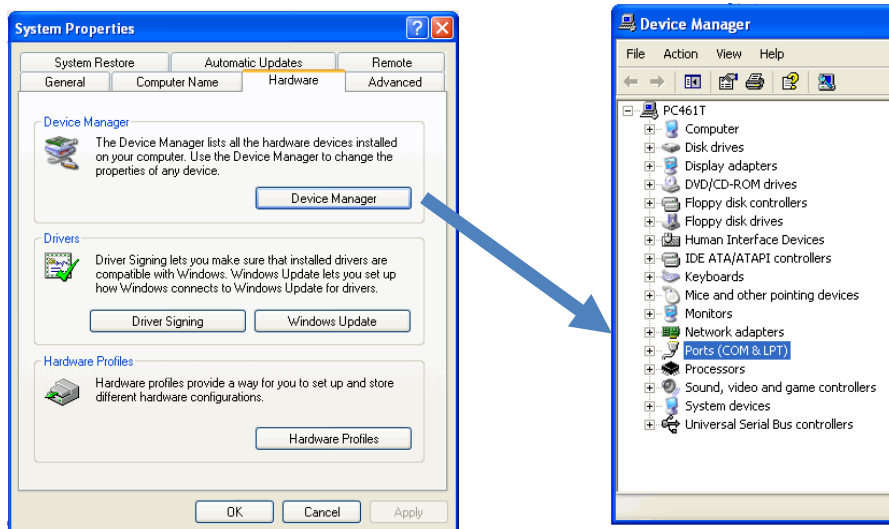 System Properties
System Restore Automatic Updates Remote
General Computer Name Hardware Advanced
Device Manager
The Device Manager lists all the hardware devices installed
on your computer. Use the Device Manager to change the
properties of any device.
Device Manager
Drivers
Driver Signing lets you make sure that installed drivers are
compatible with Windows. Windows Update lets you set up
how Windows connects to Windows Update for drivers.
Driver Signing Windows Update
Hardware Profiles
Hardware profiles provide a way for you to set up and store
different hardware configurations.
Hardware Profiles
OK Cancel Apply
Device Manager
File Action View Help
PC461T
Computer
Disk drives
Display adapters
DVD/CD-ROM drives
Floppy disk controllers
Floppy disk drives
Human Interface Devices
IDE ATA/ATAPI controllers
Keyboards
Mice and other pointing devices
Monitors
Network adapters
Ports (COM & LPT)
Processors
Sound, video and game controllers
System devices
Universal Serial Bus controllers